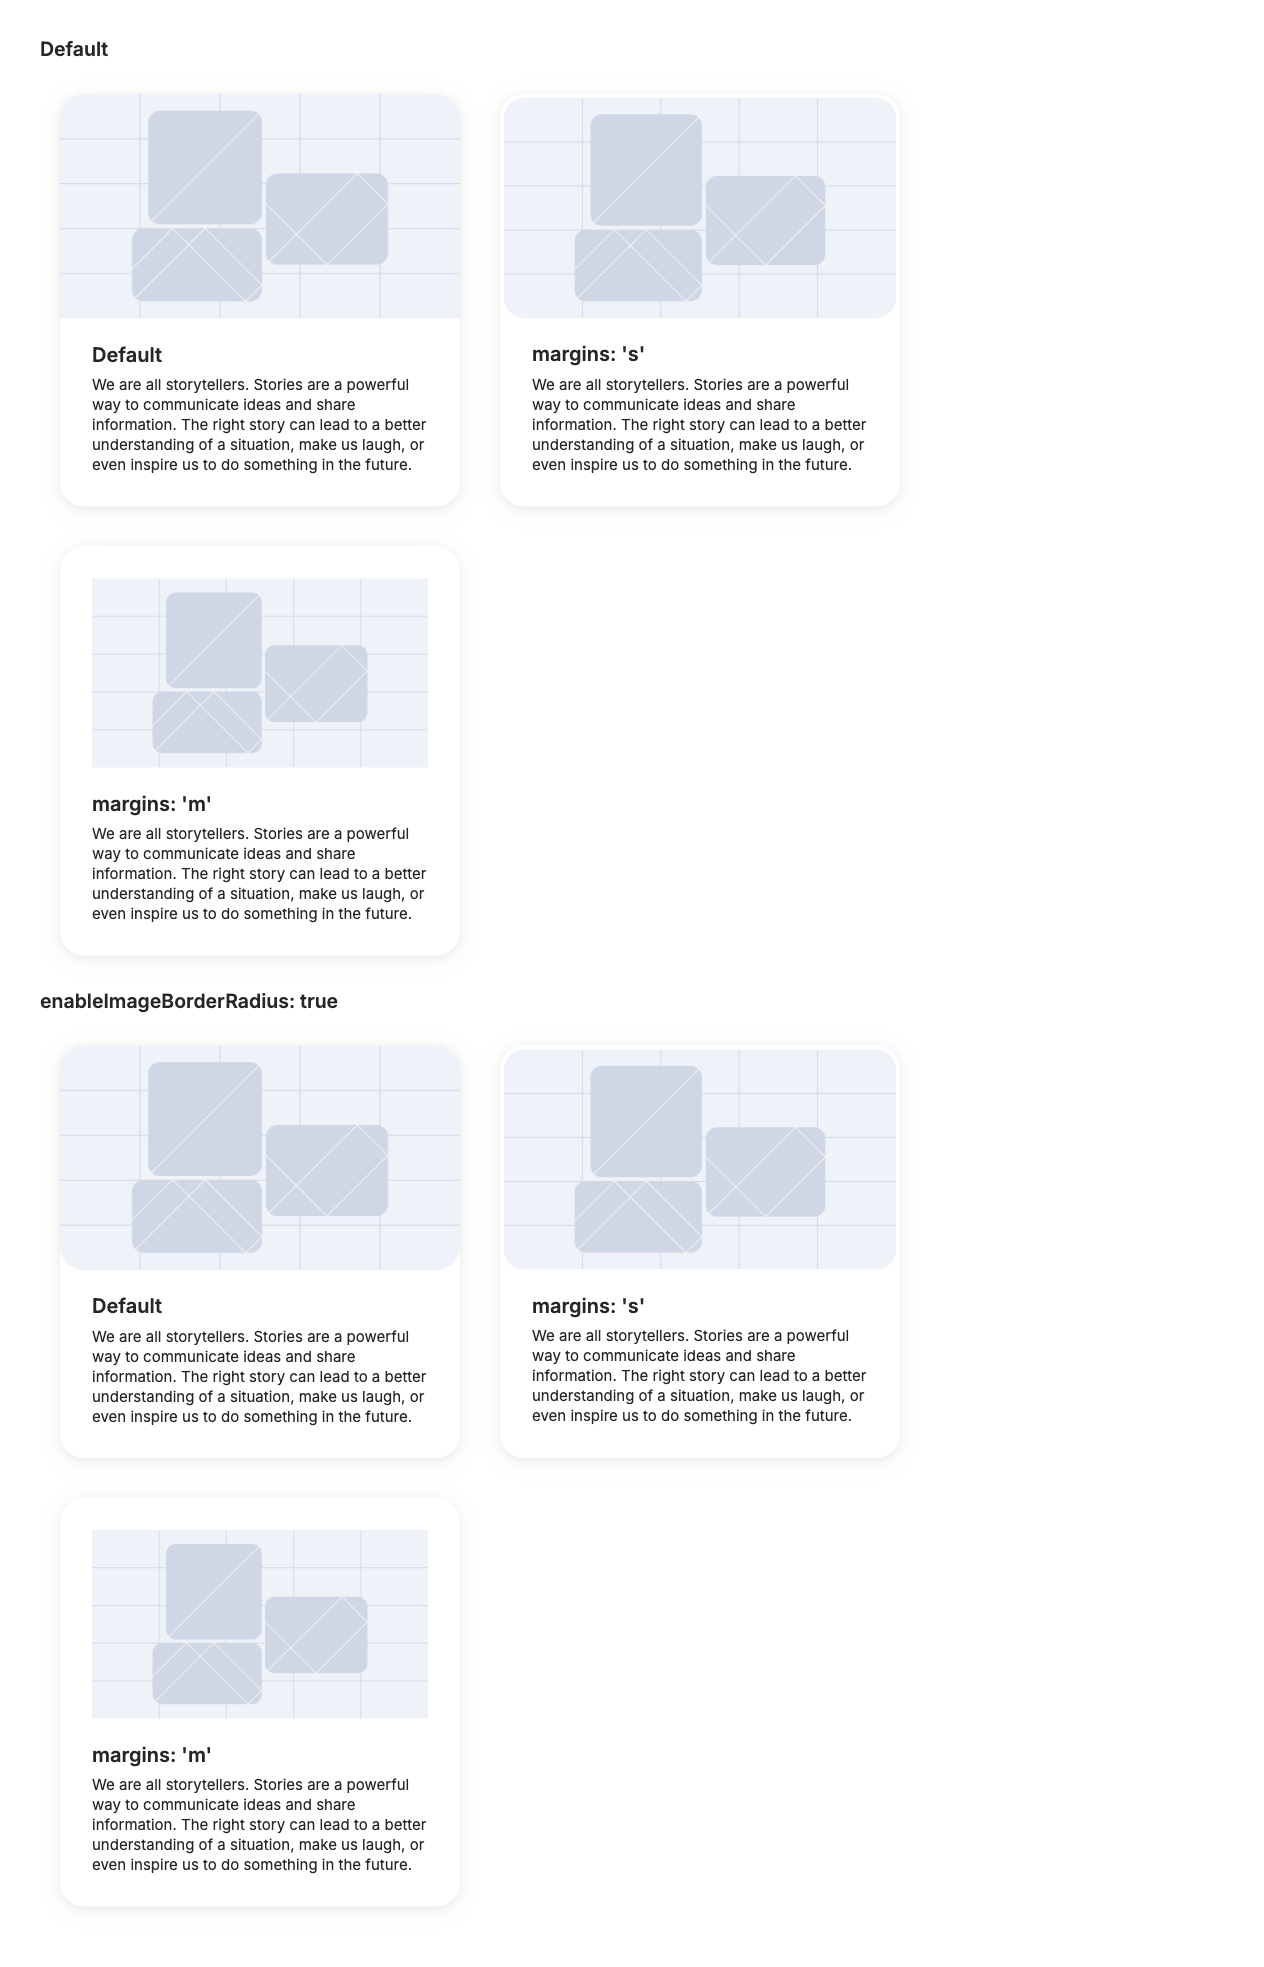 Default
Default
We are all storytellers. Stories are a powerful
way to communicate ideas and share
information. The right story can lead to a better
understanding of a situation, make us laugh, or
even inspire us to do something in the future.
margins: 's'
We are all storytellers. Stories are a powerful
way to communicate ideas and share
information. The right story can lead to a better
understanding of a situation, make us laugh, or
even inspire us to do something in the future.
margins: 'm'
We are all storytellers. Stories are a powerful
way to communicate ideas and share
information. The right story can lead to a better
understanding of a situation, make us laugh, or
even inspire us to do something in the future.
enableImageBorderRadius: true
Default
We are all storytellers. Stories are a powerful
way to communicate ideas and share
information. The right story can lead to a better
understanding of a situation, make us laugh, or
even inspire us to do something in the future.
margins: 's'
We are all storytellers. Stories are a powerful
way to communicate ideas and share
information. The right story can lead to a better
understanding of a situation, make us laugh, or
even inspire us to do something in the future.
margins: 'm'
We are all storytellers. Stories are a powerful
way to communicate ideas and share
information. The right story can lead to a better
understanding of a situation, make us laugh, or
even inspire us to do something in the future.